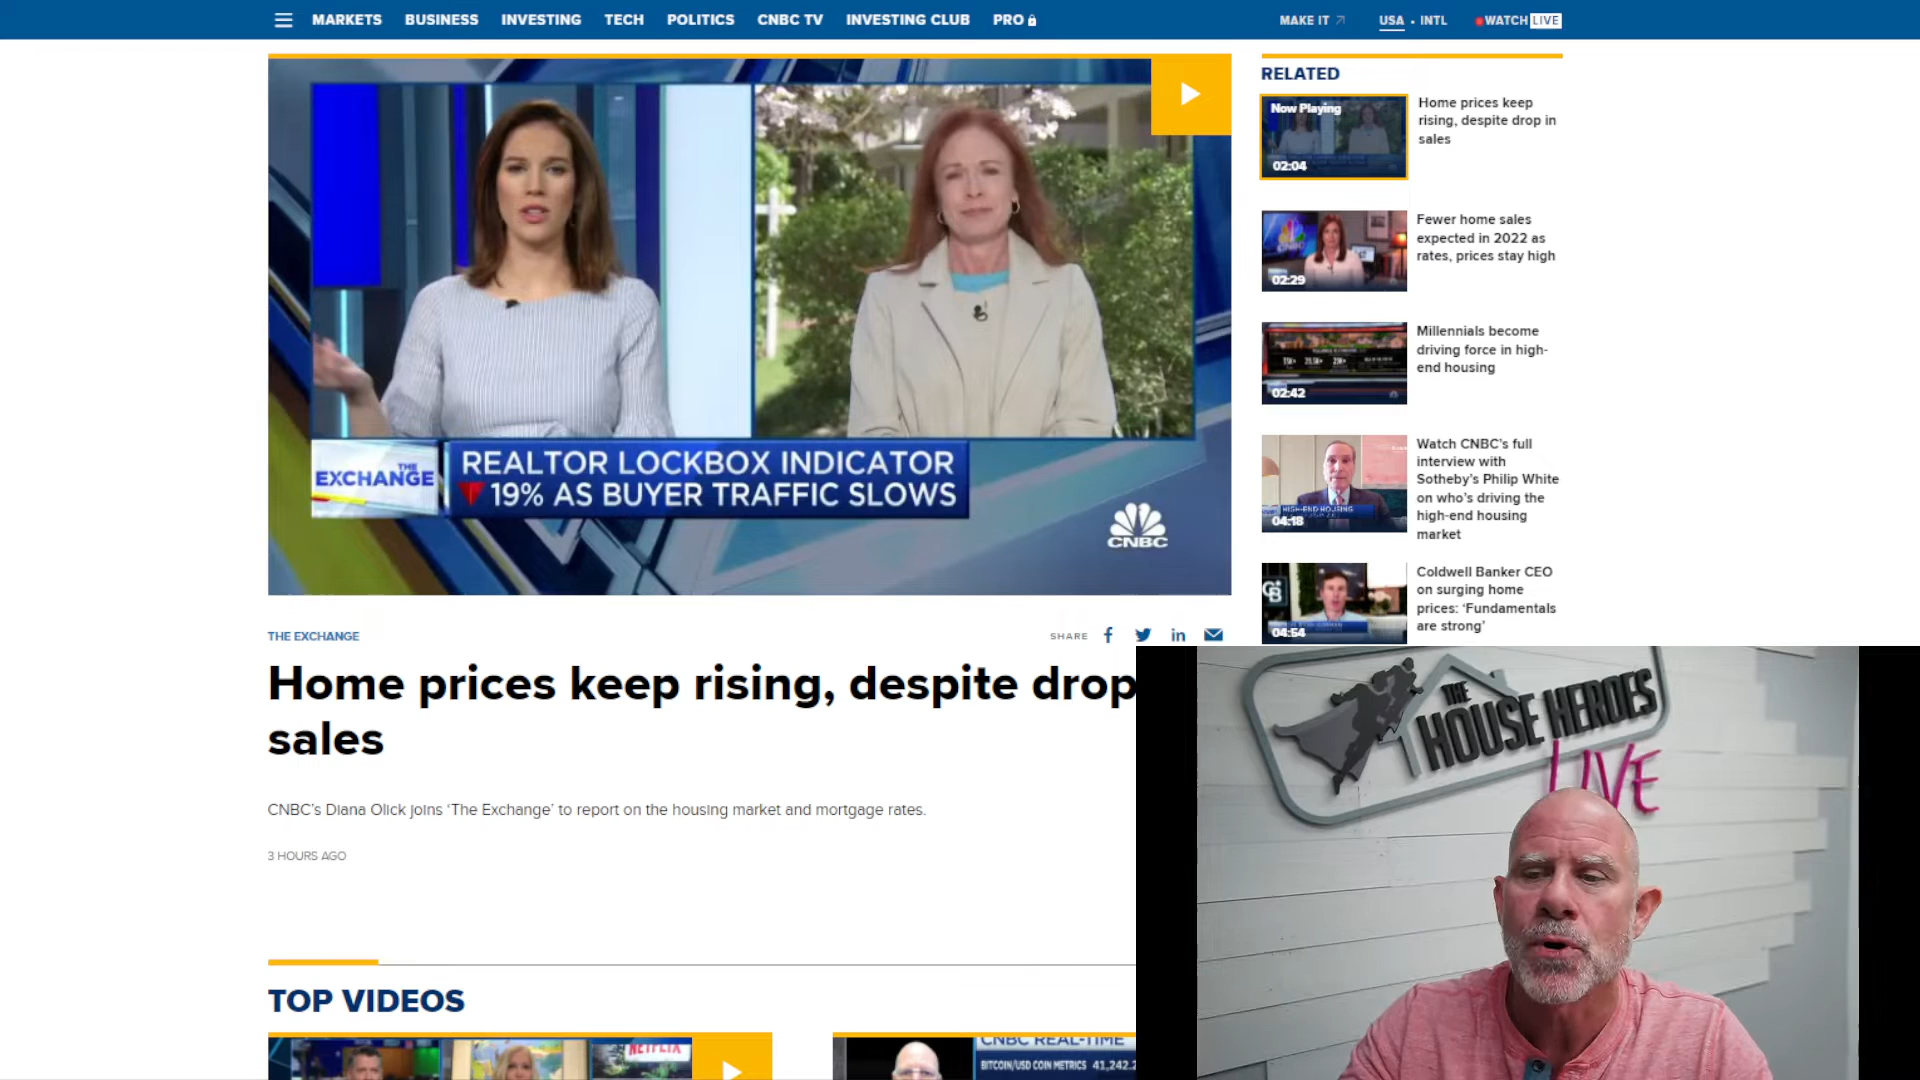 MARKETS BUSINESS INVESTING TECH POLITICS CNBC TV INVESTING CLUB PRO MAKE IT USA • INTL WATCH LIVE
REALTOR LOCKBOX INDICATOR
19% AS BUYER TRAFFIC SLOWS
THE
EXCHANGE
CNBC
RELATED
Now Playing
02:04
Home prices keep
rising, despite drop in
sales
02:29
Fewer home sales
expected in 2022 as
rates, prices stay high
02:42
Millennials become
driving force in high-
end housing
HIGH-END HOUSING
04:18
Watch CNBC’s full
interview with
Sotheby’s Philip White
on who’s driving the
high-end housing
market
04:54
Coldwell Banker CEO
on surging home
prices: ‘Fundamentals
are strong’
THE EXCHANGE
SHARE
Home prices keep rising, despite drop
sales
CNBC’s Diana Olick joins ‘The Exchange’ to report on the housing market and mortgage rates.
3 HOURS AGO
TOP VIDEOS
NETFLIX
CNBC REAL-TIME
BITCOIN/USD COIN METRICS 41,242.2
THE
HOUSE HEROES
LIVE